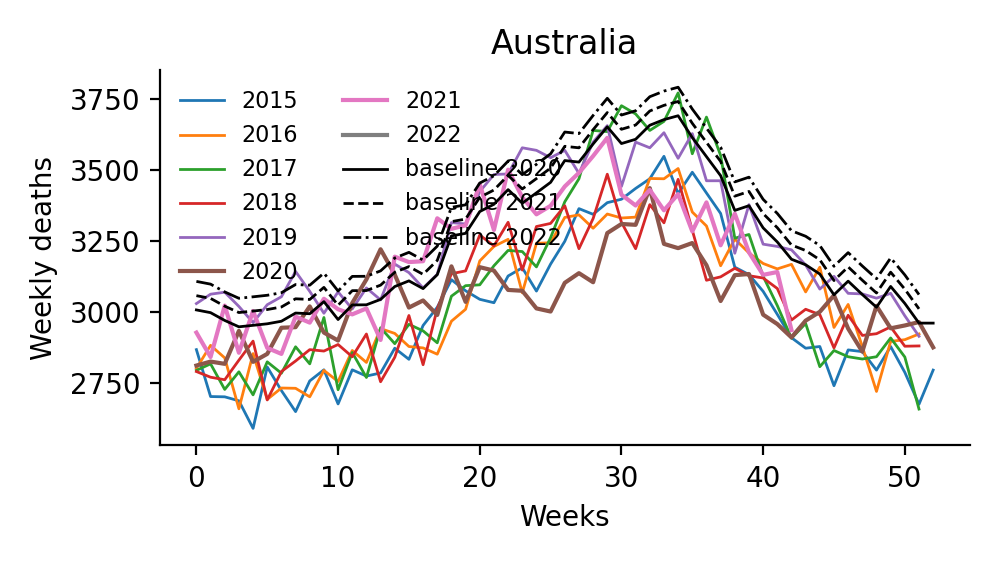 Australia
Weekly deaths
3750
3500
3250
3000
2750
2015
2016
2017
2018
2019
2020
2021
2022
baseline 2020
baseline 2021
baseline 2022
0 10 20 30 40 50
Weeks